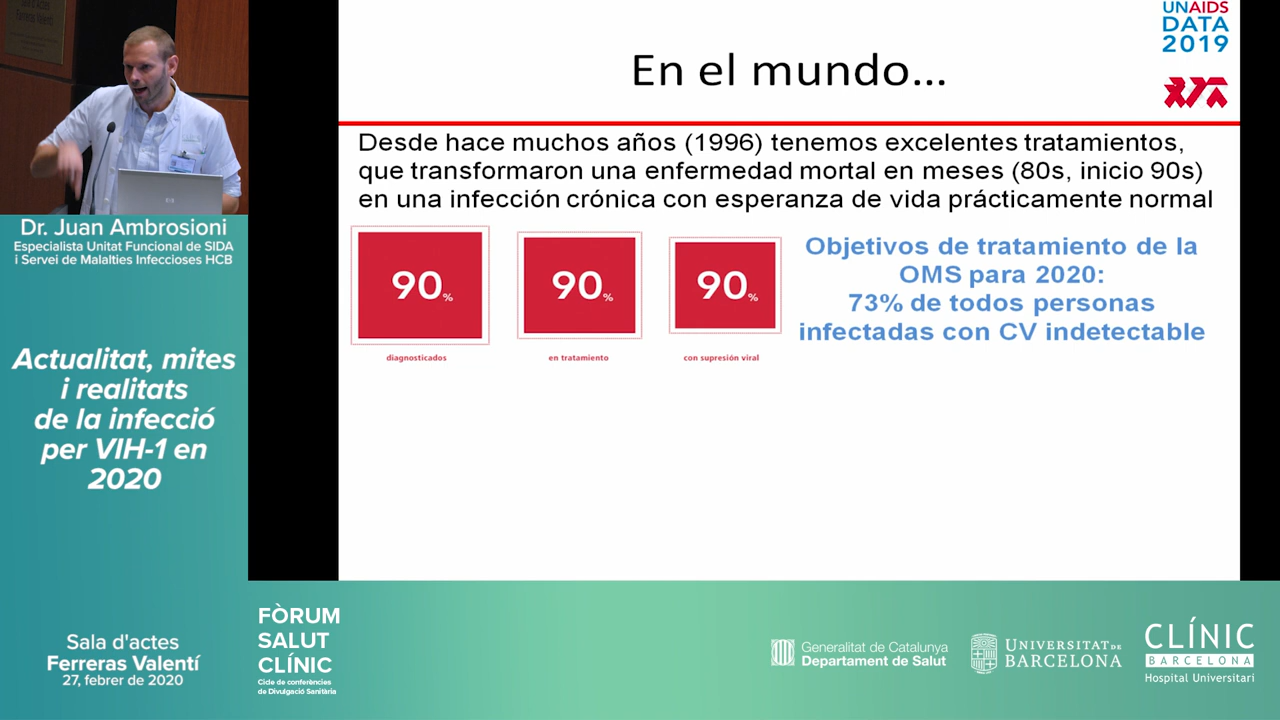 Sala d'Actes
Ferreras Valentí
Dr. Juan Ambrosioni
Especialista Unitat Funcional de SIDA
i Servei de Malalties Infeccioses HCB
Actualitat, mites
i realitats
de la infecció
per VIH-1 en
2020
Sala d'actes
Ferreras Valentí
27, febrer de 2020
UNAIDS
DATA
2019
En el mundo...
Desde hace muchos años (1996) tenemos excelentes tratamientos,
que transformaron una enfermedad mortal en meses (80s, inicio 90s)
en una infección crónica con esperanza de vida prácticamente normal
90%
diagnosticados
90%
en tratamiento
90%
con supresión viral
Objetivos de tratamiento de la
OMS para 2020:
73% de todos personas
infectadas con CV indetectable
FÒRUM
SALUT
CLÍNIC
Cicle de conferències
de Divulgació Sanitària
Generalitat de Catalunya
Departament de Salut
UNIVERSITAT DE
BARCELONA
CLÍNIC
BARCELONA
Hospital Universitari